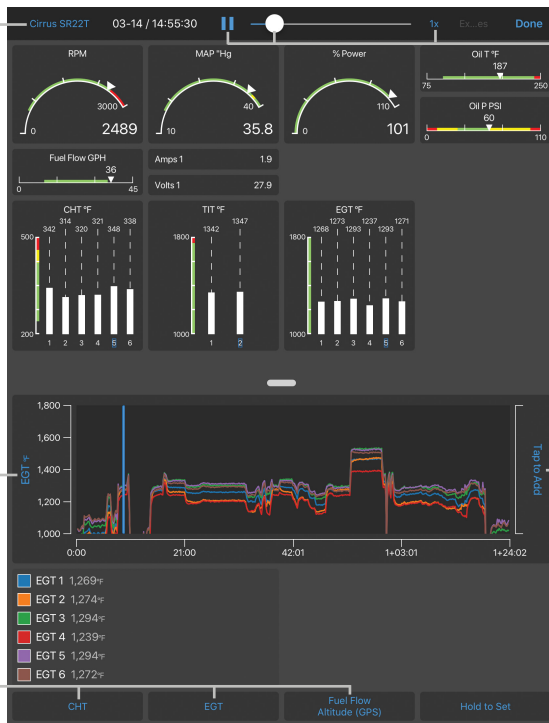 Cirrus SR22T 03-14 / 14:55:30 1x Ex...es Done
RPM
3000
0
2489
MAP "Hg
40
10
35.8
% Power
110
0
101
Oil T °F
187
75 250
Oil P PSI
60
0 110
Fuel Flow GPH
36
0 45
Amps 1 1.9
Volts 1 27.9
CHT °F
314 321 338
342 320 348
500
200
1 2 3 4 5 6
TIT °F
1347
1342
1800
1000
1 2
EGT °F
1273 1237 1271
1268 1293 1293
1800
1000
1 2 3 4 5 6
EGT °F
1,800
1,600
1,400
1,200
1,000
0:00 21:00 42:01 1+03:01 1+24:02
Tap to Add
EGT 1 1,269°F
EGT 2 1,274°F
EGT 3 1,294°F
EGT 4 1,239°F
EGT 5 1,294°F
EGT 6 1,272°F
CHT EGT Fuel Flow Hold to Set
Altitude (GPS)